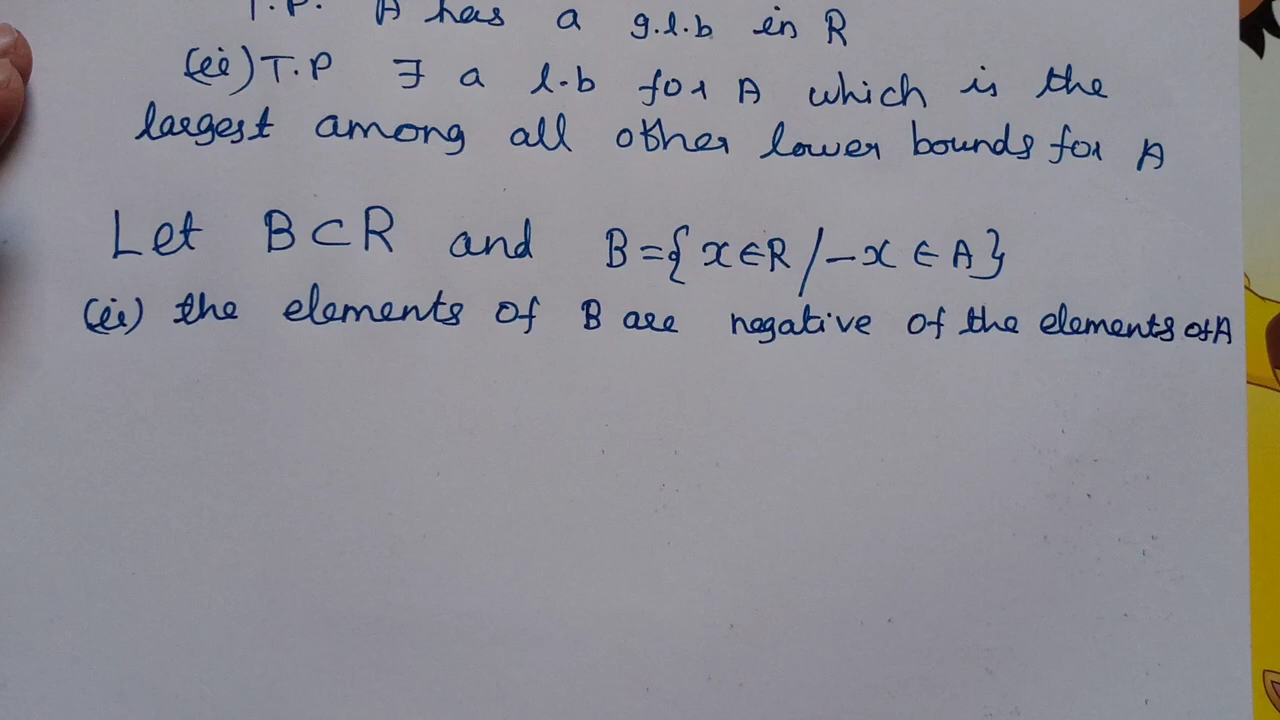 T.P. A has a g.l.b in R
(ii) T.P ∃ a l.b for A which is the
largest among all other lower bounds for A
Let B⊂R and B={x∈R/-x∈A}
(ii) the elements of B are negative of the elements of A